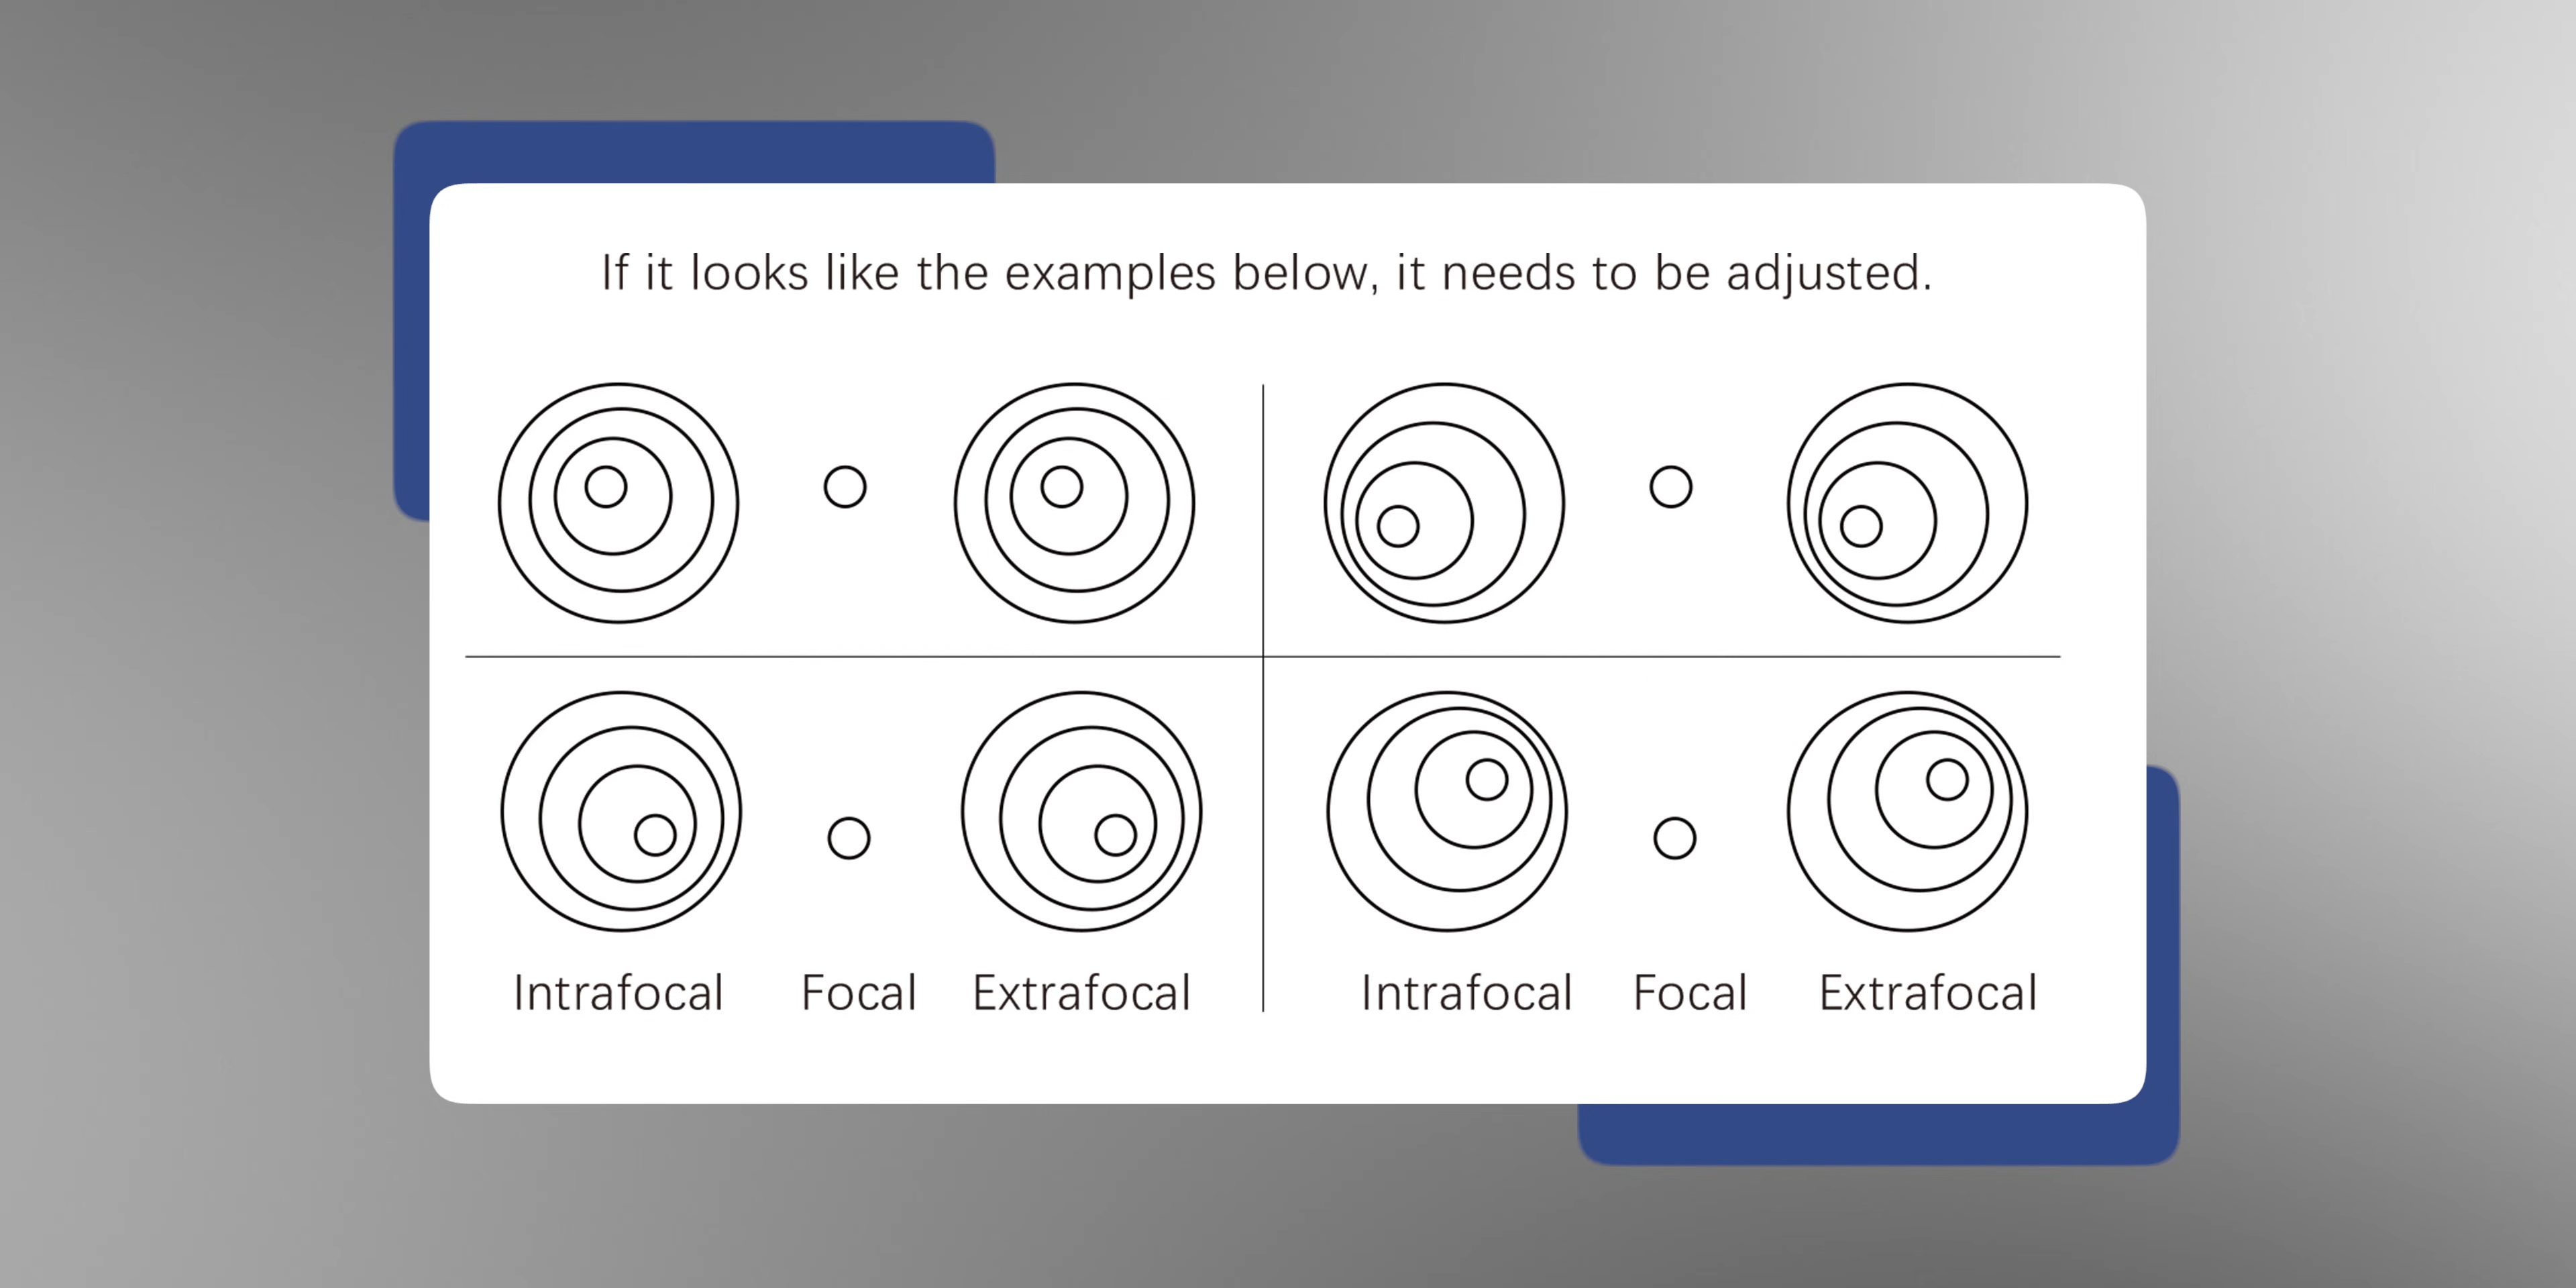 If it looks like the examples below, it needs to be adjusted.
Intrafocal Focal Extrafocal Intrafocal Focal Extrafocal